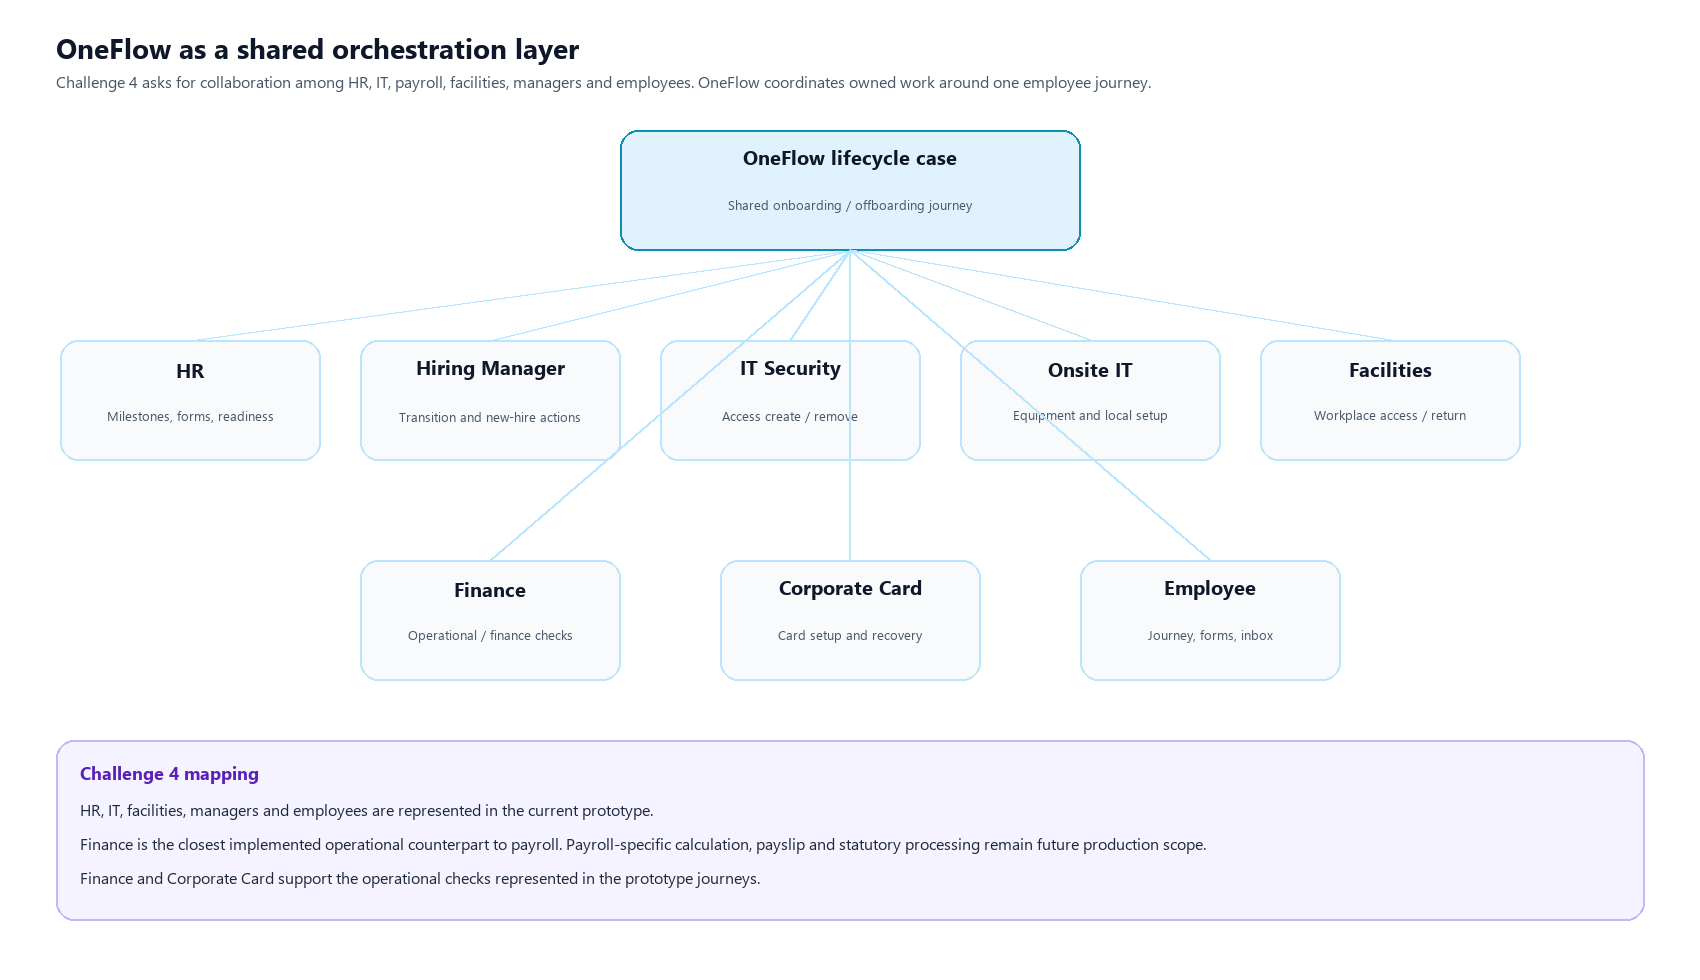 OneFlow as a shared orchestration layer
Challenge 4 asks for collaboration among HR, IT, payroll, facilities, managers and employees. OneFlow coordinates owned work around one employee journey.
OneFlow lifecycle case
Shared onboarding / offboarding journey
HR
Milestones, forms, readiness
Hiring Manager
Transition and new-hire actions
IT Security
Access create / remove
Onsite IT
Equipment and local setup
Facilities
Workplace access / return
Finance
Operational / finance checks
Corporate Card
Card setup and recovery
Employee
Journey, forms, inbox
Challenge 4 mapping
HR, IT, facilities, managers and employees are represented in the current prototype.
Finance is the closest implemented operational counterpart to payroll. Payroll-specific calculation, payslip and statutory processing remain future production scope.
Finance and Corporate Card support the operational checks represented in the prototype journeys.